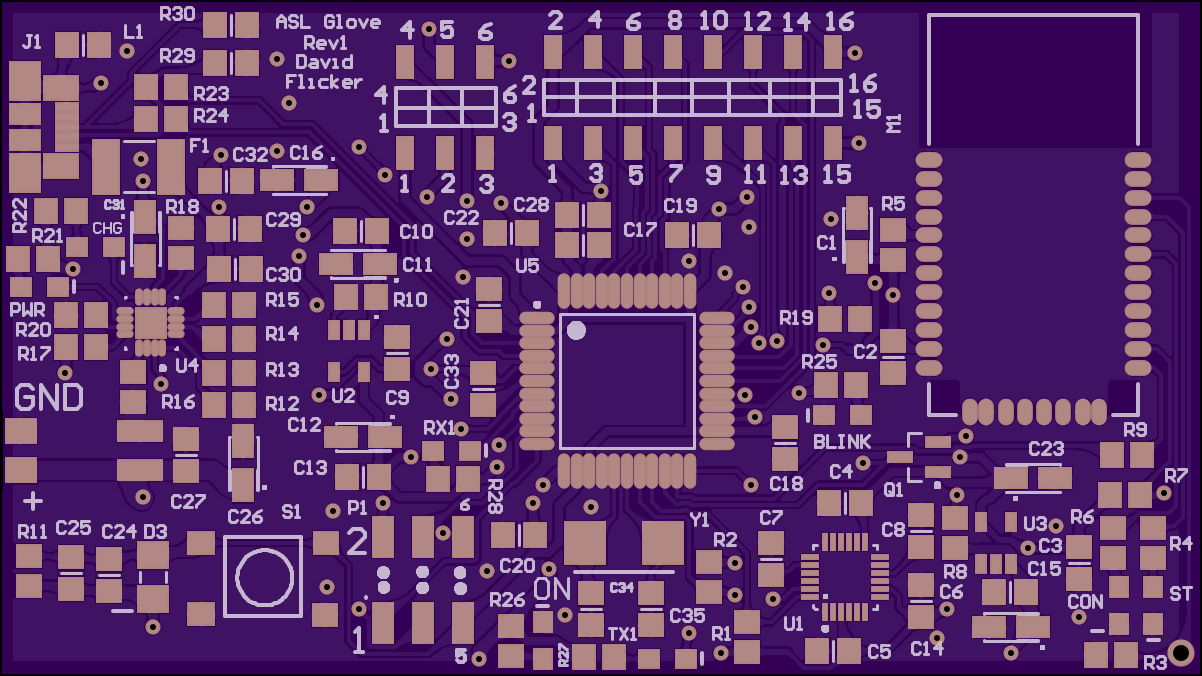 R30
ASL Glove
Rev1
David
Flicker
4 5 6
2 4 6 8 10 12 14 16
J1
L1
R29
R23
R24
4 6
1 3
2 16
1 15
M1
F1
C32
C16
1 2 3
1 3 5 7 9 11 13 15
R22
C31
R18
C29
C22
C28
C19
R5
R21
CHG
C10
C17
C1
C11
U5
C30
PWR
R15
R10
C21
R19
R20
R14
R17
U4
R13
C33
C2
R25
GND
R16
R12
U2
C9
C12
RX1
BLINK
R9
C13
C4
C23
C27
R28
C18
Q1
R7
+
C26
S1
P1
6
Y1
C7
C8
U3
R6
R11
C25
C24
D3
2
R2
C3
R4
C20
ON
C34
R8
C15
C6
CON
ST
R26
C35
1
TX1
R1
U1
5
R27
C5
C14
R3